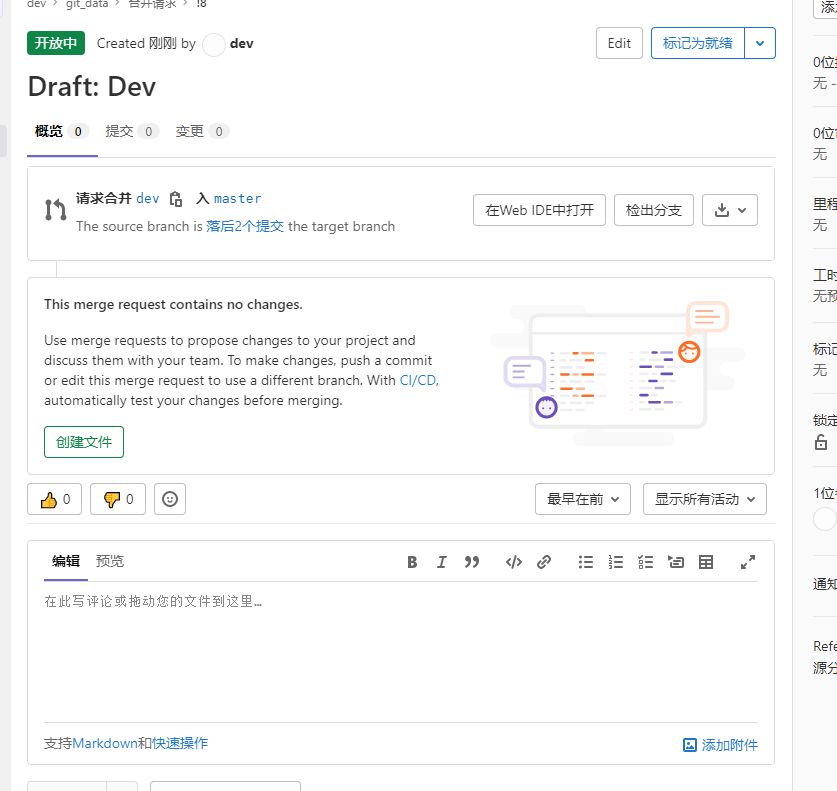 dev > git_data > 合并请求 > !8
开放中 Created 刚刚 by dev Edit 标记为就绪
Draft: Dev
概览 0 提交 0 变更 0
请求合并 dev 入 master
The source branch is 落后2个提交 the target branch
在Web IDE中打开 检出分支
This merge request contains no changes.
Use merge requests to propose changes to your project and
discuss them with your team. To make changes, push a commit
or edit this merge request to use a different branch. With CI/CD,
automatically test your changes before merging.
创建文件
0 0 最早在前 显示所有活动
编辑 预览
在此写评论或拖动您的文件到这里...
支持Markdown和快速操作 添加附件
添
0位
无 -
0位
无
里程
无
工时
无预
标记
无
锁定
1位
通知
Refe
源分